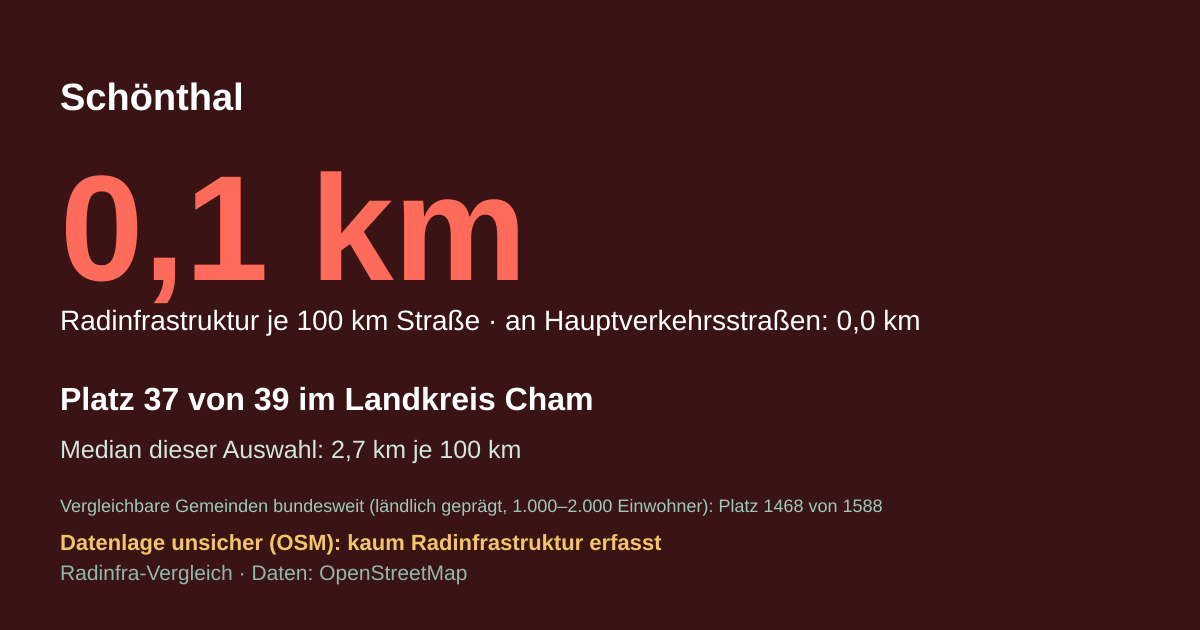 Schönthal
0,1 km
Radinfrastruktur je 100 km Straße · an Hauptverkehrsstraßen: 0,0 km
Platz 37 von 39 im Landkreis Cham
Median dieser Auswahl: 2,7 km je 100 km
Vergleichbare Gemeinden bundesweit (ländlich geprägt, 1.000–2.000 Einwohner): Platz 1468 von 1588
Datenlage unsicher (OSM): kaum Radinfrastruktur erfasst
Radinfra-Vergleich · Daten: OpenStreetMap